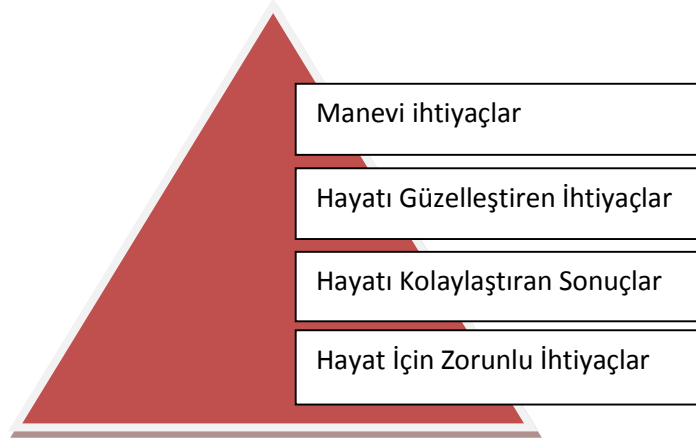 Manevi ihtiyaçlar
Hayatı Güzelleştiren İhtiyaçlar
Hayatı Kolaylaştıran Sonuçlar
Hayat İçin Zorunlu İhtiyaçlar